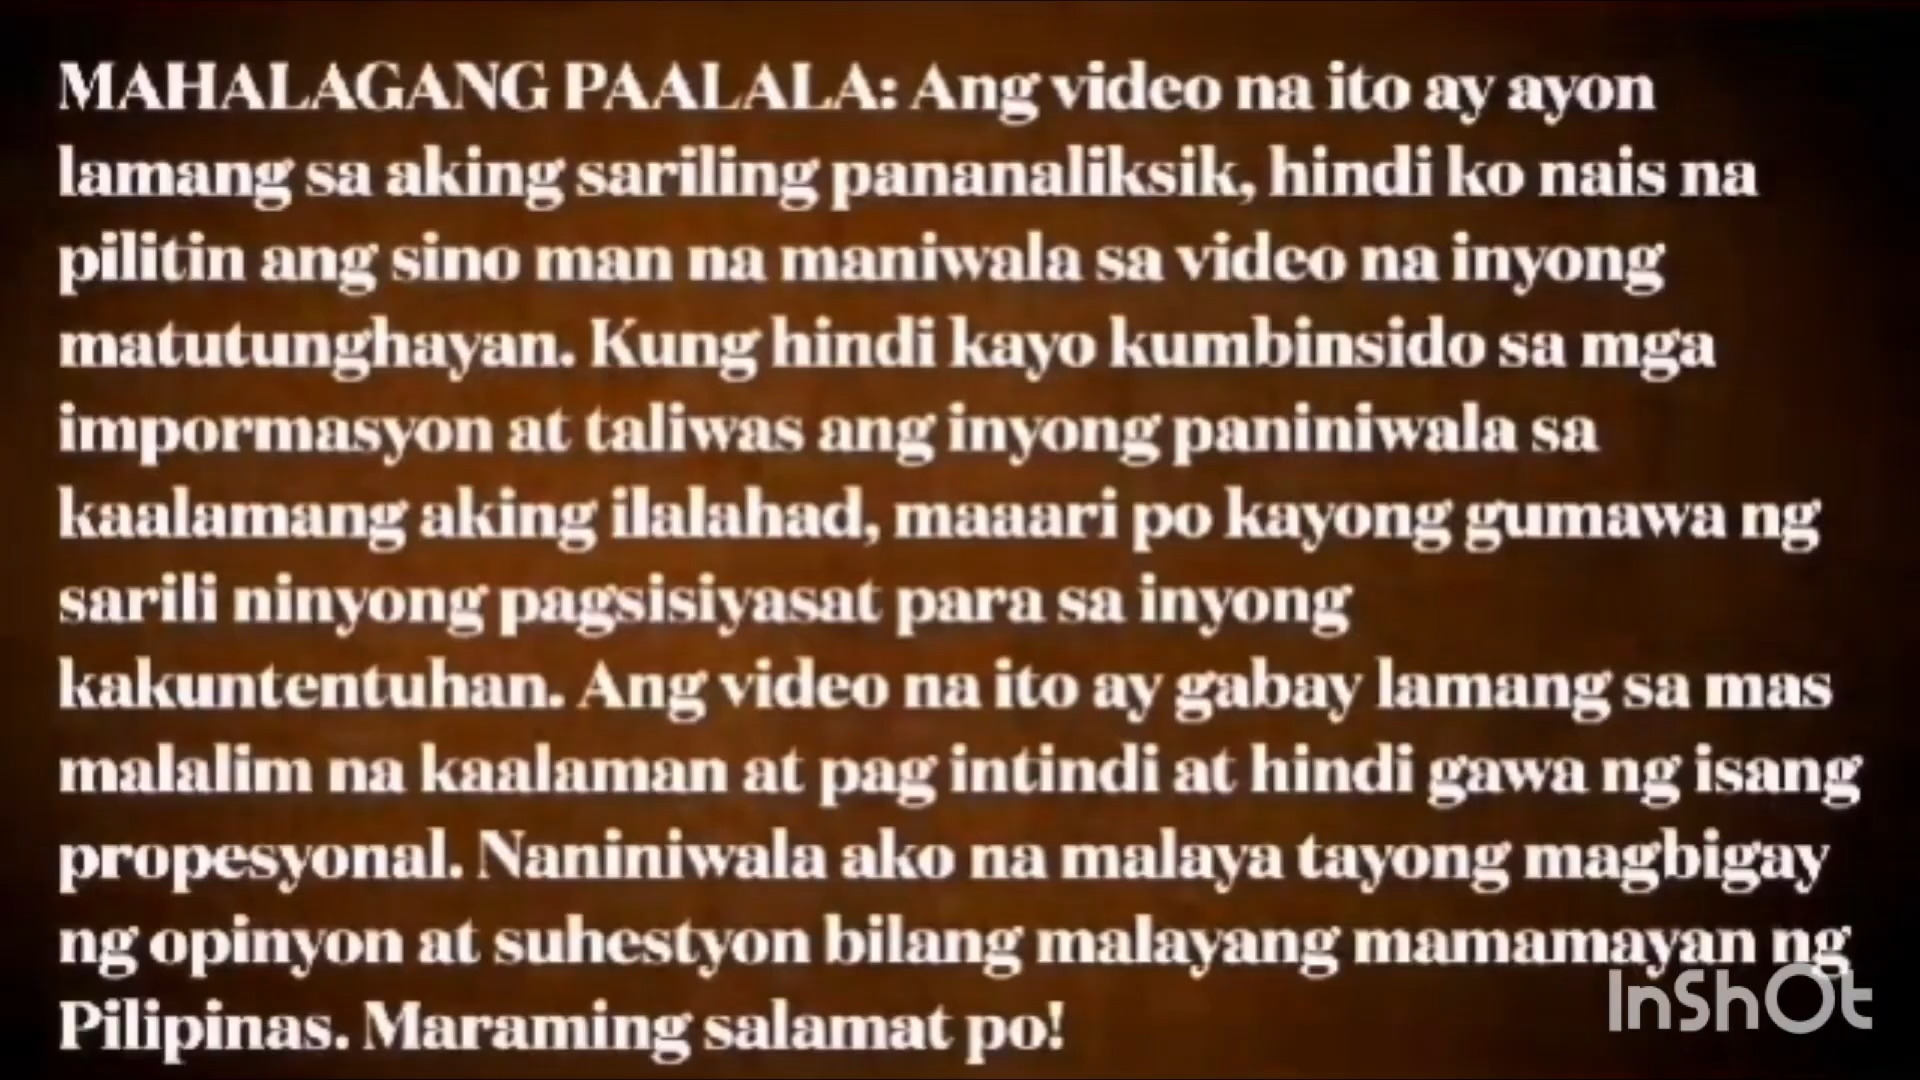 MAHALAGANG PAALALA: Ang video na ito ay ayon
lamang sa aking sariling pananaliksik, hindi ko nais na
pilitin ang sino man na maniwala sa video na inyong
matutunghayan. Kung hindi kayo kumbinsido sa mga
impormasyon at taliwas ang inyong paniniwala sa
kaalamang aking ilalahad, maaari po kayong gumawa ng
sarili ninyong pagsisiyasat para sa inyong
kakuntentuhan. Ang video na ito ay gabay lamang sa mas
malalim na kaalaman at pag intindi at hindi gawa ng isang
propesyonal. Naniniwala ako na malaya tayong magbigay
ng opinyon at suhestyon bilang malayang mamamayan ng
Pilipinas. Maraming salamat po!
InShOt